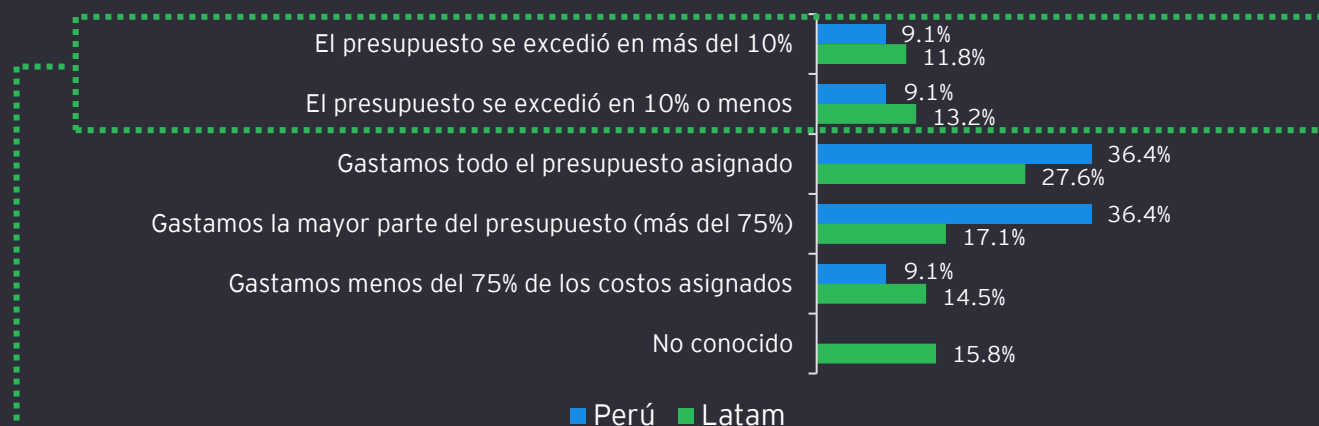 El presupuesto se excedió en más del 10%
9.1%
11.8%
El presupuesto se excedió en 10% o menos
9.1%
13.2%
Gastamos todo el presupuesto asignado
36.4%
27.6%
Gastamos la mayor parte del presupuesto (más del 75%)
36.4%
17.1%
Gastamos menos del 75% de los costos asignados
9.1%
14.5%
No conocido
15.8%
Perú Latam